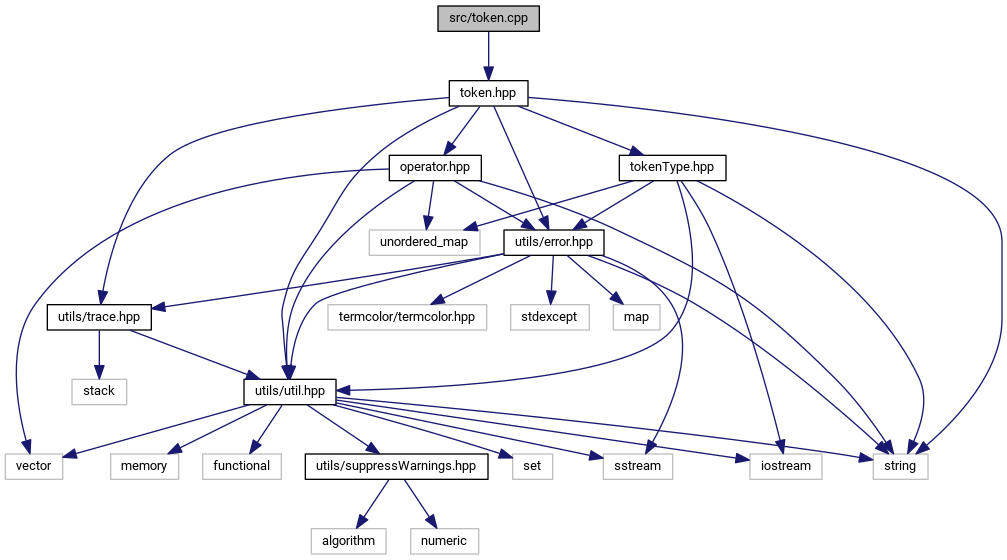 src/token.cpp
token.hpp
operator.hpp
tokenType.hpp
unordered_map
utils/error.hpp
utils/trace.hpp
termcolor/termcolor.hpp
stdexcept
map
stack
utils/util.hpp
vector
memory
functional
utils/suppressWarnings.hpp
set
sstream
iostream
string
algorithm
numeric